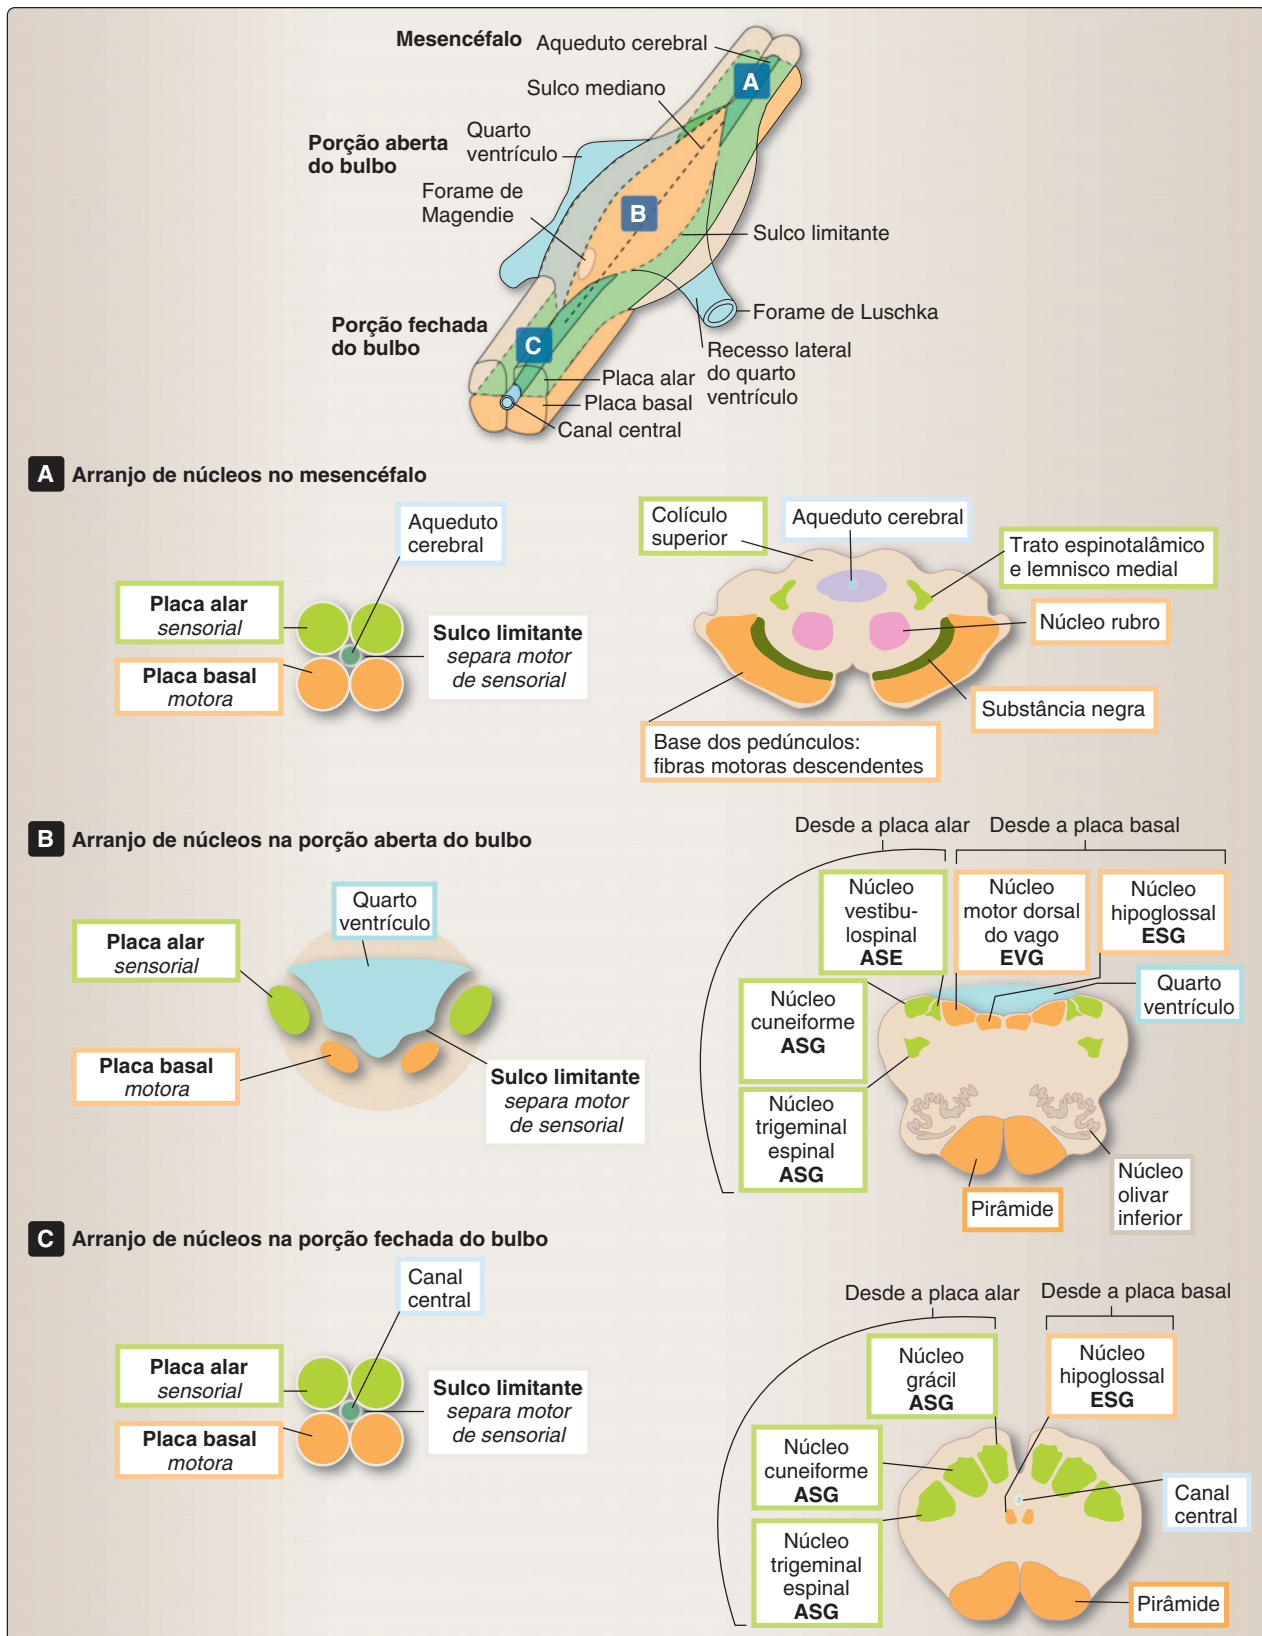 Mesencéfalo
Aqueduto cerebral
Sulco mediano
Porção aberta
do bulbo
Quarto
ventrículo
Forame de
Magendie
A
B
Sulco limitante
Forame de Luschka
Porção fechada
do bulbo
C
Recesso lateral
do quarto
ventrículo
Placa alar
Placa basal
Canal central
A Arranjo de núcleos no mesencéfalo
Aqueduto
cerebral
Placa alar
sensorial
Placa basal
motora
Sulco limitante
separa motor
de sensorial
Colículo
superior
Aqueduto cerebral
Trato espinotalâmico
e lemnisco medial
Núcleo rubro
Substância negra
Base dos pedúnculos:
fibras motoras descendentes
B Arranjo de núcleos na porção aberta do bulbo
Quarto
ventrículo
Placa alar
sensorial
Placa basal
motora
Sulco limitante
separa motor
de sensorial
Desde a placa alar
Desde a placa basal
Núcleo
vestibu-
lospinal
ASE
Núcleo
motor dorsal
do vago
EVG
Núcleo
hipoglossal
ESG
Quarto
ventrículo
Núcleo
cuneiforme
ASG
Núcleo
trigeminal
espinal
ASG
Pirâmide
Núcleo
olivar
inferior
C Arranjo de núcleos na porção fechada do bulbo
Canal
central
Placa alar
sensorial
Placa basal
motora
Sulco limitante
separa motor
de sensorial
Desde a placa alar
Desde a placa basal
Núcleo
grácil
ASG
Núcleo
hipoglossal
ESG
Núcleo
cuneiforme
ASG
Canal
central
Núcleo
trigeminal
espinal
ASG
Pirâmide